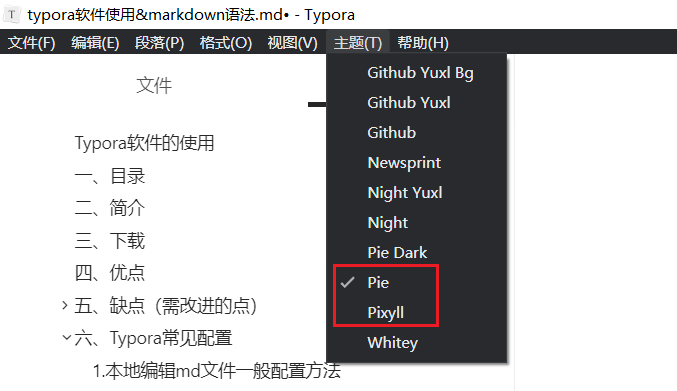 T typora软件使用&markdown语法.md• - Typora
文件(F) 编辑(E) 段落(P) 格式(O) 视图(V) 主题(T) 帮助(H)
文件
Typora软件的使用
一、目录
二、简介
三、下载
四、优点
五、缺点（需改进的点）
六、Typora常见配置
1.本地编辑md文件一般配置方法
Github Yuxl Bg
Github Yuxl
Github
Newsprint
Night Yuxl
Night
Pie Dark
Pie
Pixyll
Whitey